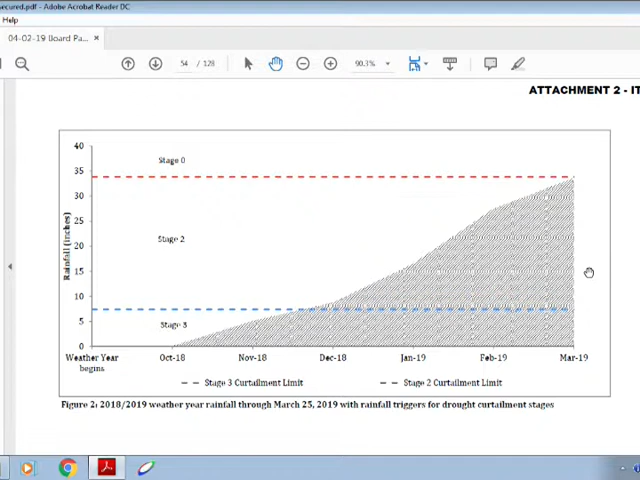 secured.pdf - Adobe Acrobat Reader DC
Help
04-02-19 Board Pa... ×
54 / 128 90.3%
ATTACHMENT 2 - IT
40
35
30
25
20
15
10
5
0
Rainfall (inches)
Stage 0
Stage 2
Stage 3
Weather Year begins Oct-18 Nov-18 Dec-18 Jan-19 Feb-19 Mar-19
Stage 3 Curtailment Limit Stage 2 Curtailment Limit
Figure 2: 2018/2019 weather year rainfall through March 25, 2019 with rainfall triggers for drought curtailment stages